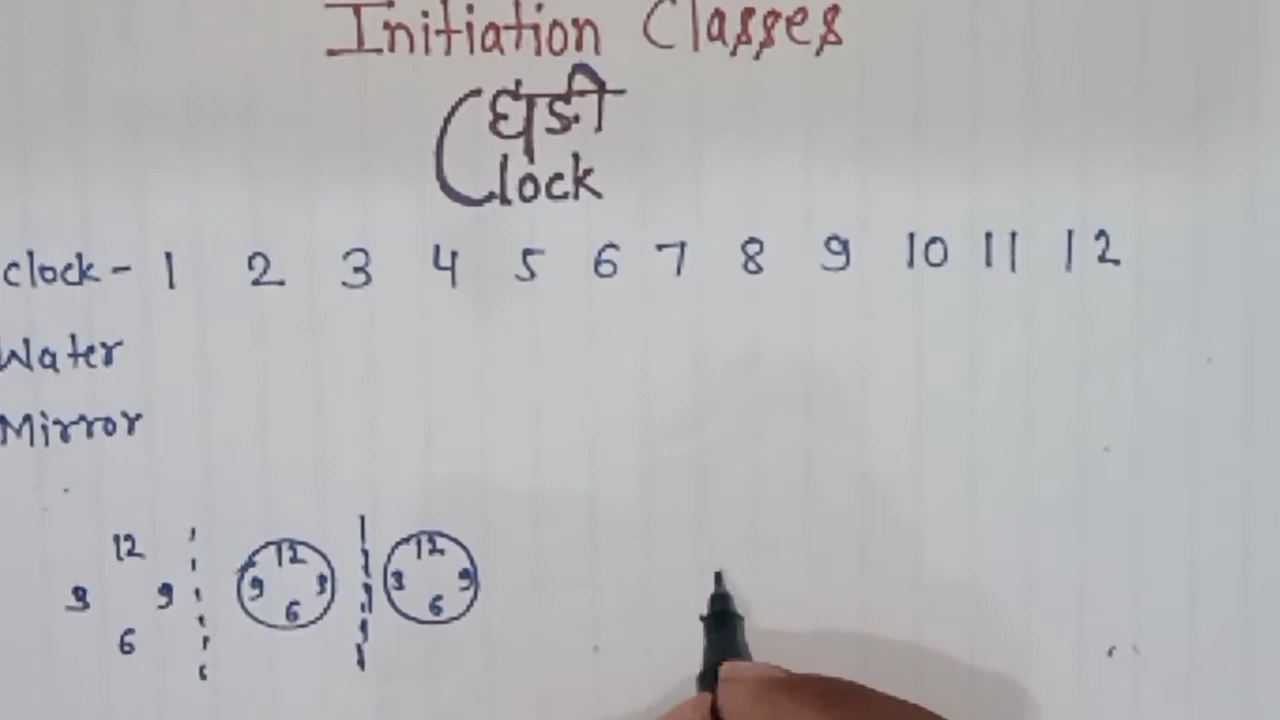 Initiation Classes
घड़ी
Clock
Clock - 1 2 3 4 5 6 7 8 9 10 11 12
Water
Mirror
12 12 12
3 9 9 3 3 9
6 6 6